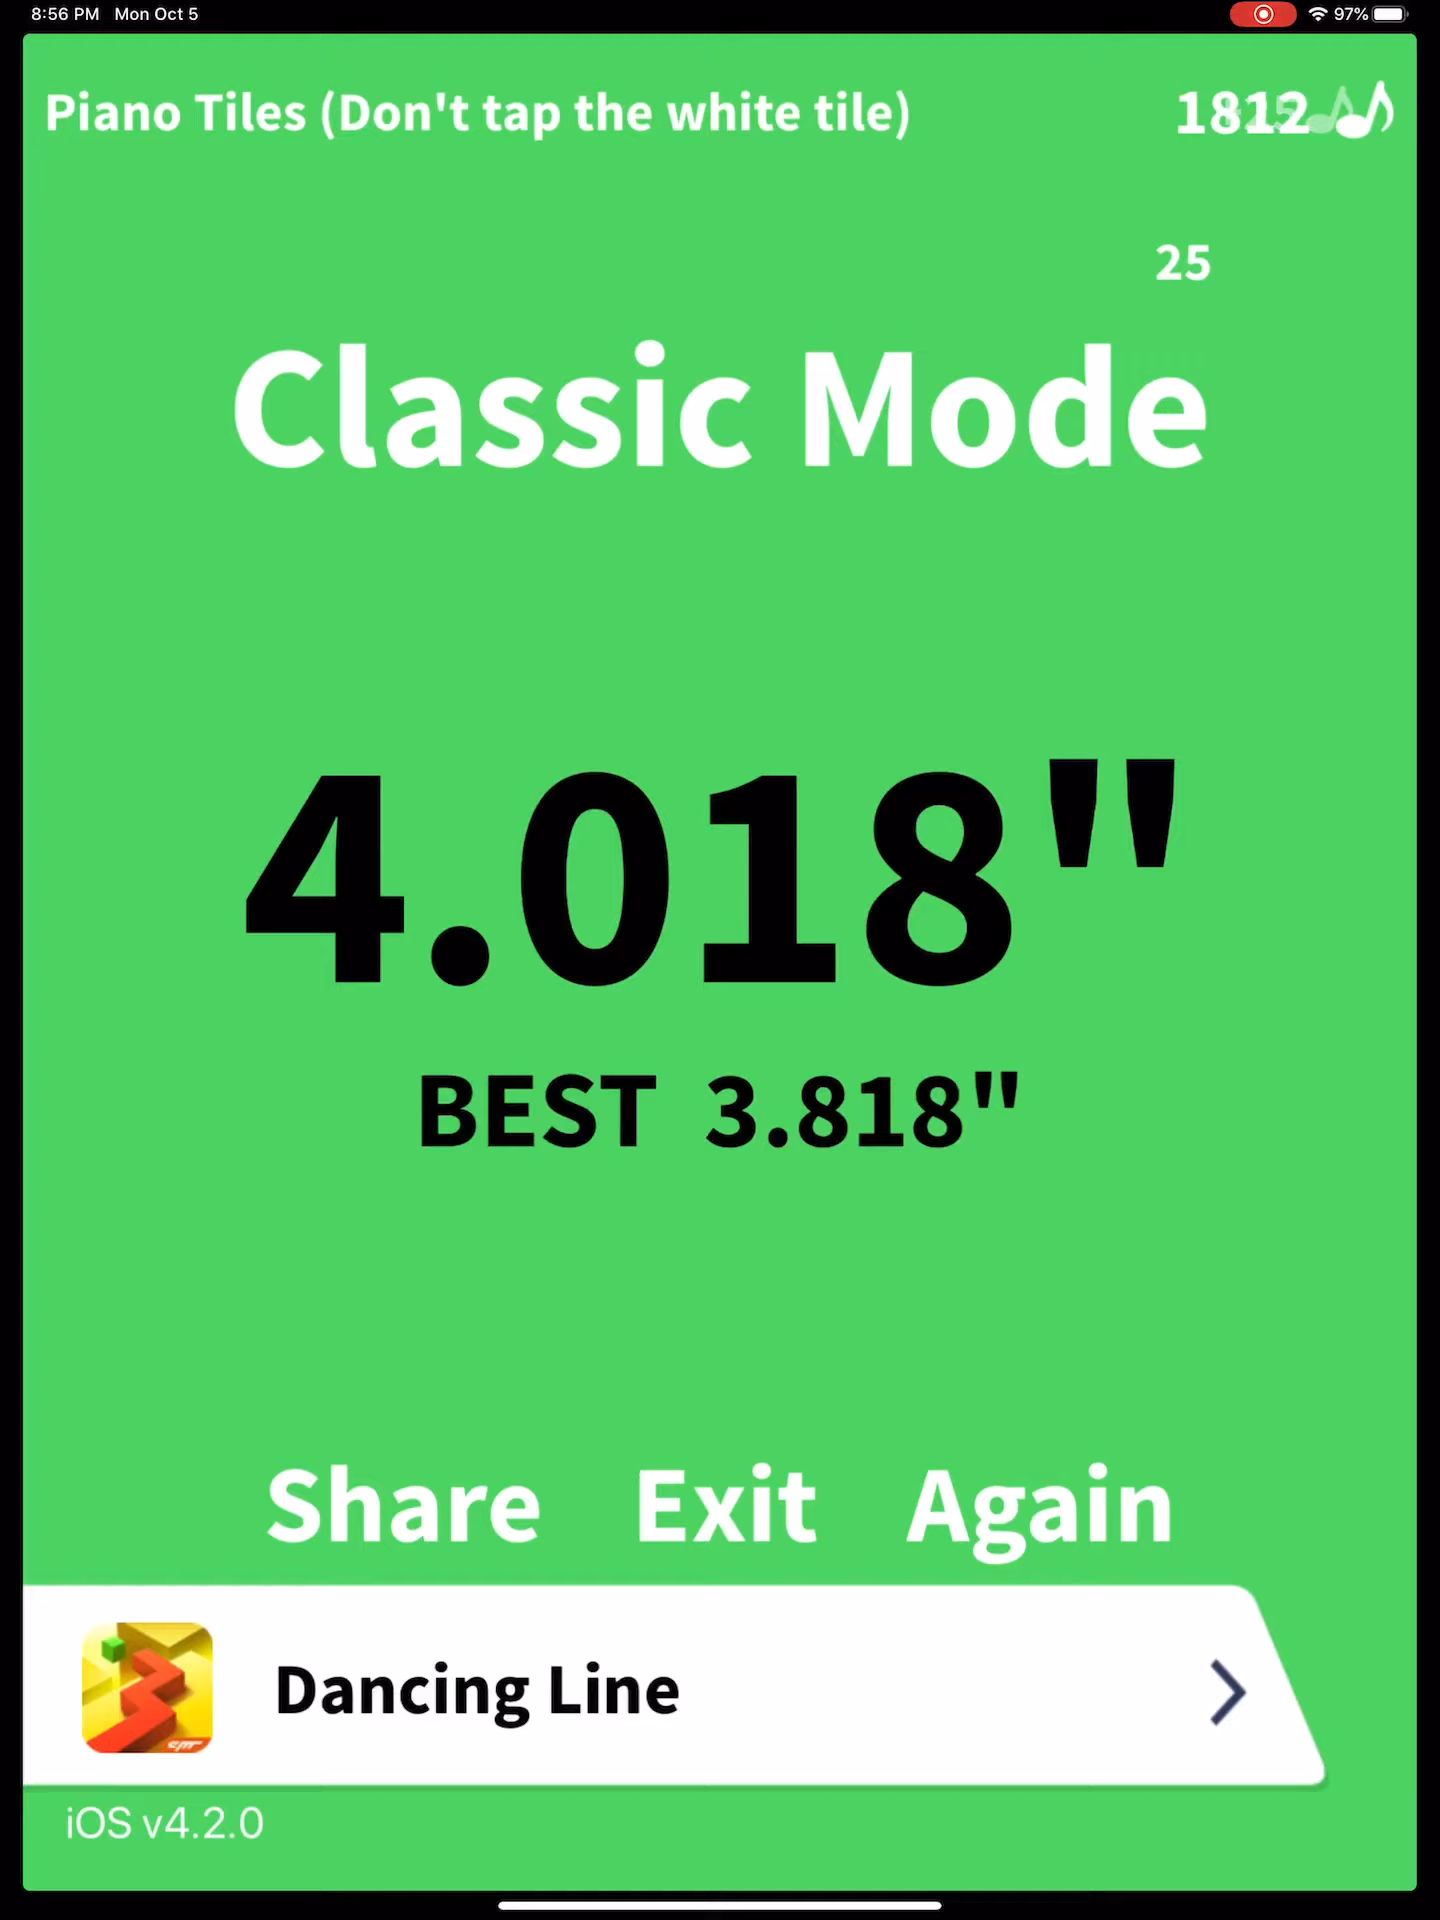 8:56 PM Mon Oct 5 97%
Piano Tiles (Don't tap the white tile) 1812
25
Classic Mode
4.018"
BEST 3.818"
Share Exit Again
Dancing Line
iOS v4.2.0